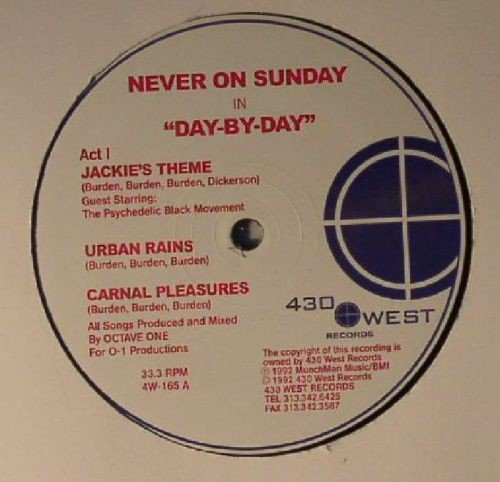 NEVER ON SUNDAY
IN
"DAY-BY-DAY"
Act I
JACKIE'S THEME
(Burden, Burden, Burden, Dickerson)
Guest Starring:
The Psychedelic Black Movement
URBAN RAINS
(Burden, Burden, Burden)
CARNAL PLEASURES
(Burden, Burden, Burden)
All Songs Produced and Mixed
By OCTAVE ONE
For O-1 Productions
33.3 RPM
4W-165 A
430 WEST
RECORDS
The copyright of this recording is
owned by 430 West Records
℗ 1992 MunchMan Music/BMI
© 1992 430 West Records
430 WEST RECORDS
TEL 313.342.6425
FAX 313.342.3587